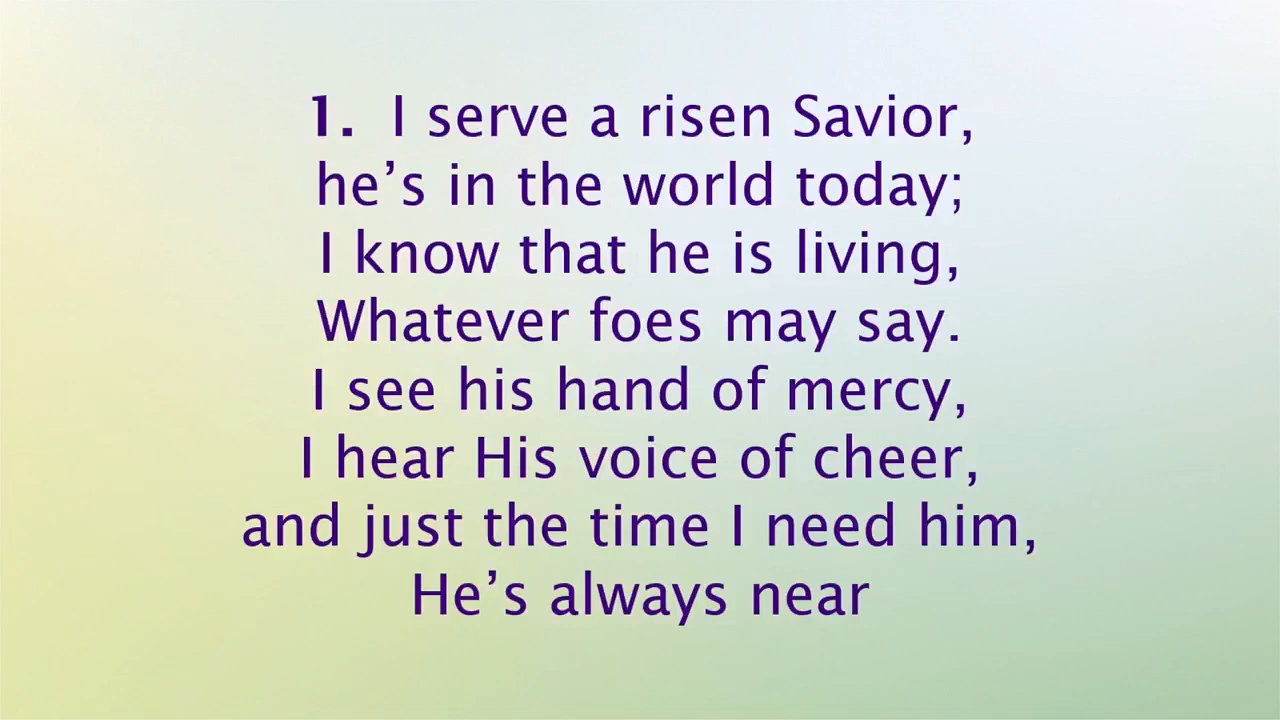 1. I serve a risen Savior,
he’s in the world today;
I know that he is living,
Whatever foes may say.
I see his hand of mercy,
I hear His voice of cheer,
and just the time I need him,
He’s always near